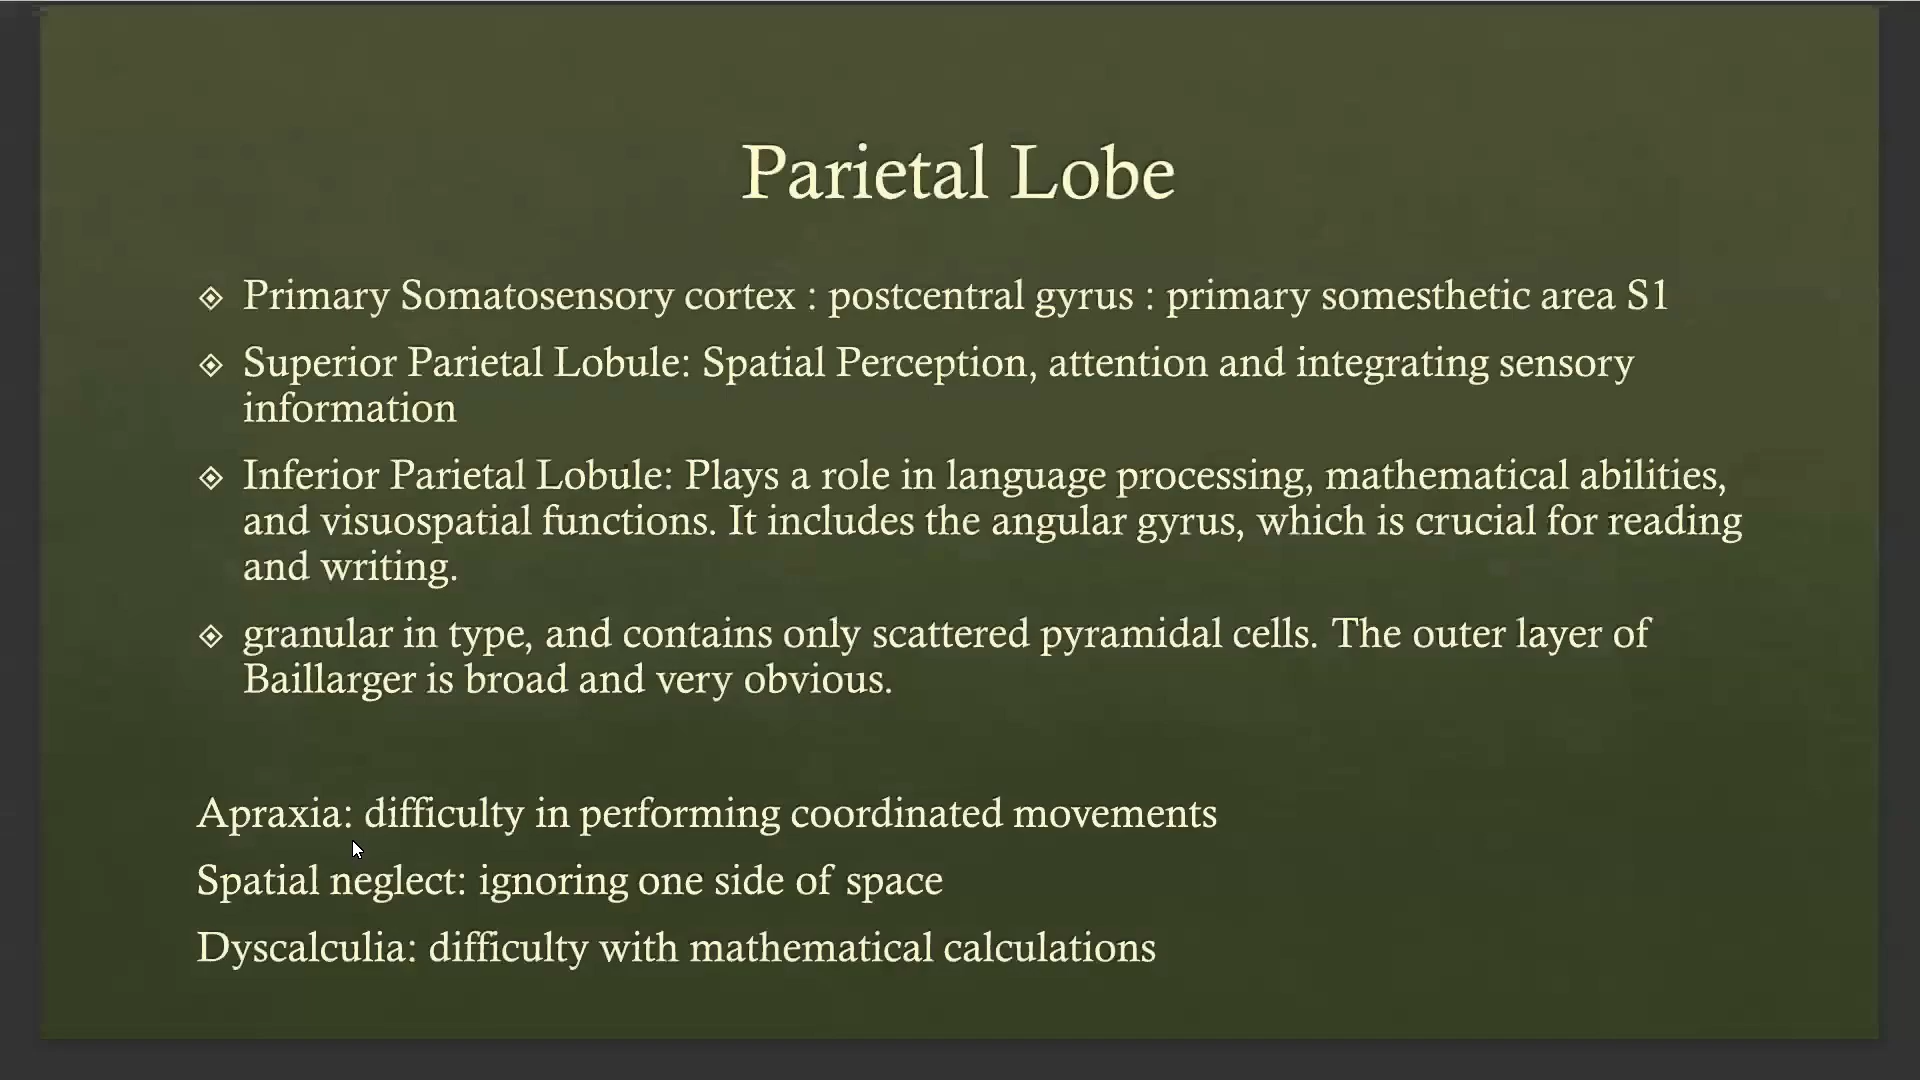 Parietal Lobe
Primary Somatosensory cortex : postcentral gyrus : primary somesthetic area S1
Superior Parietal Lobule: Spatial Perception, attention and integrating sensory
information
Inferior Parietal Lobule: Plays a role in language processing, mathematical abilities,
and visuospatial functions. It includes the angular gyrus, which is crucial for reading
and writing.
granular in type, and contains only scattered pyramidal cells. The outer layer of
Baillarger is broad and very obvious.
Apraxia: difficulty in performing coordinated movements
Spatial neglect: ignoring one side of space
Dyscalculia: difficulty with mathematical calculations